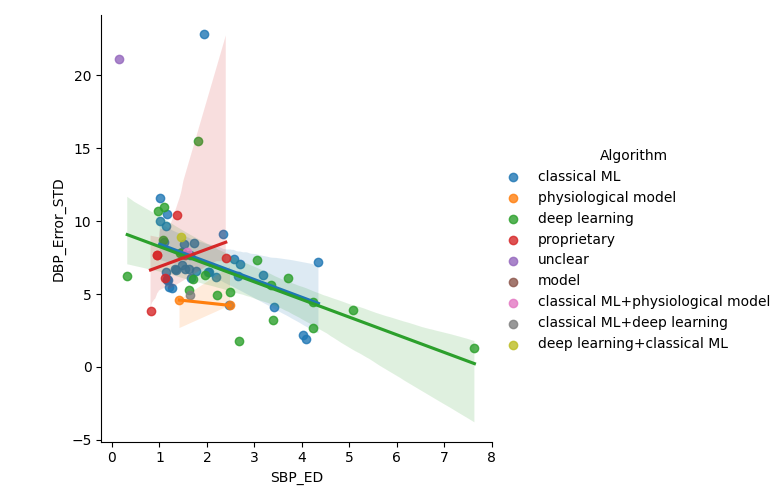 20
15
10
5
0
−5
DBP_Error_STD
0 1 2 3 4 5 6 7 8
SBP_ED
Algorithm
classical ML
physiological model
deep learning
proprietary
unclear
model
classical ML+physiological model
classical ML+deep learning
deep learning+classical ML